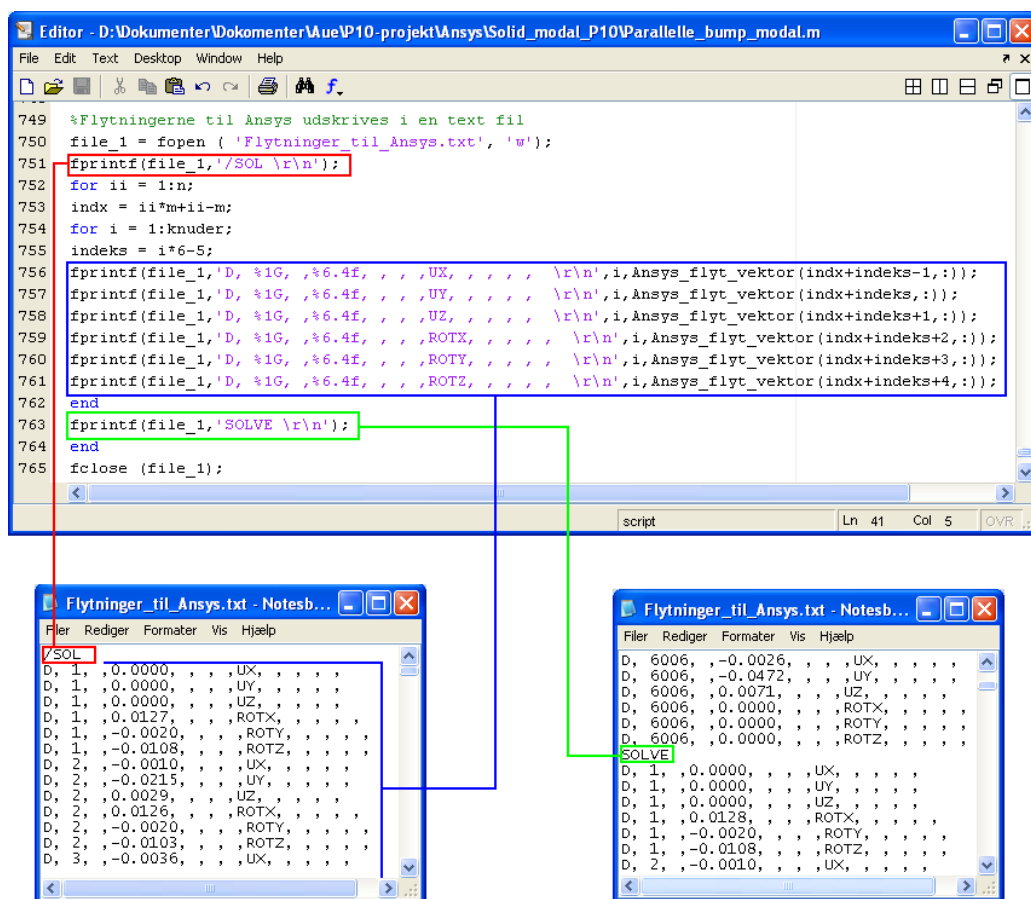 Editor - D:\Dokumenter\Dokomenter\Aue\P10-projekt\Ansys\Solid_modal_P10\Parallelle_bump_modal.m
File Edit Text Desktop Window Help
749 %Flytningerne til Ansys udskrives i en text fil
750 file_1 = fopen ( 'Flytninger_til_Ansys.txt', 'w');
751 fprintf(file_1,'/SOL \r\n');
752 for ii = 1:n;
753 indx = ii*m+ii-m;
754 for i = 1:knuder;
755 indeks = i*6-5;
756 fprintf(file_1,'D, %1G, ,%6.4f, , , ,UX, , , , ,  \r\n',i,Ansys_flyt_vektor(indx+indeks-1,:));
757 fprintf(file_1,'D, %1G, ,%6.4f, , , ,UY, , , , ,  \r\n',i,Ansys_flyt_vektor(indx+indeks,:));
758 fprintf(file_1,'D, %1G, ,%6.4f, , , ,UZ, , , , ,  \r\n',i,Ansys_flyt_vektor(indx+indeks+1,:));
759 fprintf(file_1,'D, %1G, ,%6.4f, , , ,ROTX, , , , ,  \r\n',i,Ansys_flyt_vektor(indx+indeks+2,:));
760 fprintf(file_1,'D, %1G, ,%6.4f, , , ,ROTY, , , , ,  \r\n',i,Ansys_flyt_vektor(indx+indeks+3,:));
761 fprintf(file_1,'D, %1G, ,%6.4f, , , ,ROTZ, , , , ,  \r\n',i,Ansys_flyt_vektor(indx+indeks+4,:));
762 end
763 fprintf(file_1,'SOLVE \r\n');
764 end
765 fclose (file_1);
script Ln 41 Col 5 OVR
Flytninger_til_Ansys.txt - Notesb...
Filer Rediger Formater Vis Hjælp
/SOL
D, 1, ,0.0000, , , ,UX, , , , ,
D, 1, ,0.0000, , , ,UY, , , , ,
D, 1, ,0.0000, , , ,UZ, , , , ,
D, 1, ,0.0127, , , ,ROTX, , , , ,
D, 1, ,-0.0020, , , ,ROTY, , , , ,
D, 1, ,-0.0108, , , ,ROTZ, , , , ,
D, 2, ,-0.0010, , , ,UX, , , , ,
D, 2, ,-0.0215, , , ,UY, , , , ,
D, 2, ,0.0029, , , ,UZ, , , , ,
D, 2, ,0.0126, , , ,ROTX, , , , ,
D, 2, ,-0.0020, , , ,ROTY, , , , ,
D, 2, ,-0.0103, , , ,ROTZ, , , , ,
D, 3, ,-0.0036, , , ,UX, , , , ,
Flytninger_til_Ansys.txt - Notesb...
Filer Rediger Formater Vis Hjælp
D, 6006, ,-0.0026, , , ,UX, , , , ,
D, 6006, ,-0.0472, , , ,UY, , , , ,
D, 6006, ,0.0071, , , ,UZ, , , , ,
D, 6006, ,0.0000, , , ,ROTX, , , , ,
D, 6006, ,0.0000, , , ,ROTY, , , , ,
D, 6006, ,0.0000, , , ,ROTZ, , , , ,
SOLVE
D, 1, ,0.0000, , , ,UX, , , , ,
D, 1, ,0.0000, , , ,UY, , , , ,
D, 1, ,0.0000, , , ,UZ, , , , ,
D, 1, ,0.0128, , , ,ROTX, , , , ,
D, 1, ,-0.0020, , , ,ROTY, , , , ,
D, 1, ,-0.0108, , , ,ROTZ, , , , ,
D, 2, ,-0.0010, , , ,UX, , , , ,